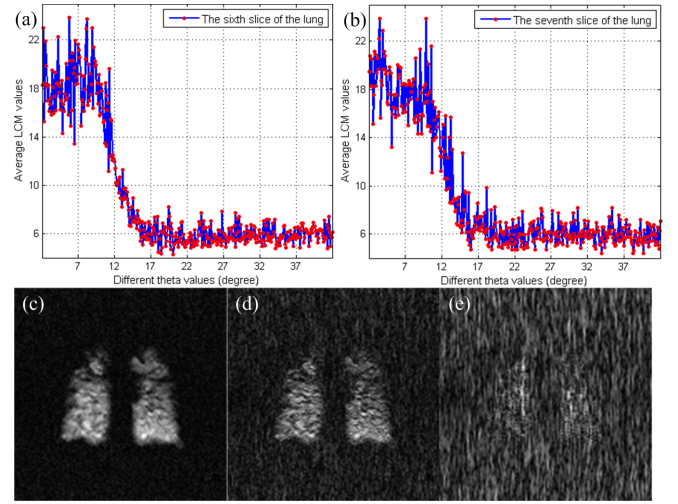 (a)
The sixth slice of the lung
22
18
14
10
6
Average LCM values
7 12 17 22 27 32 37
Different theta values (degree)
(b)
The seventh slice of the lung
22
18
14
10
6
Average LCM values
7 12 17 22 27 32 37
Different theta values (degree)
(c)
(d)
(e)